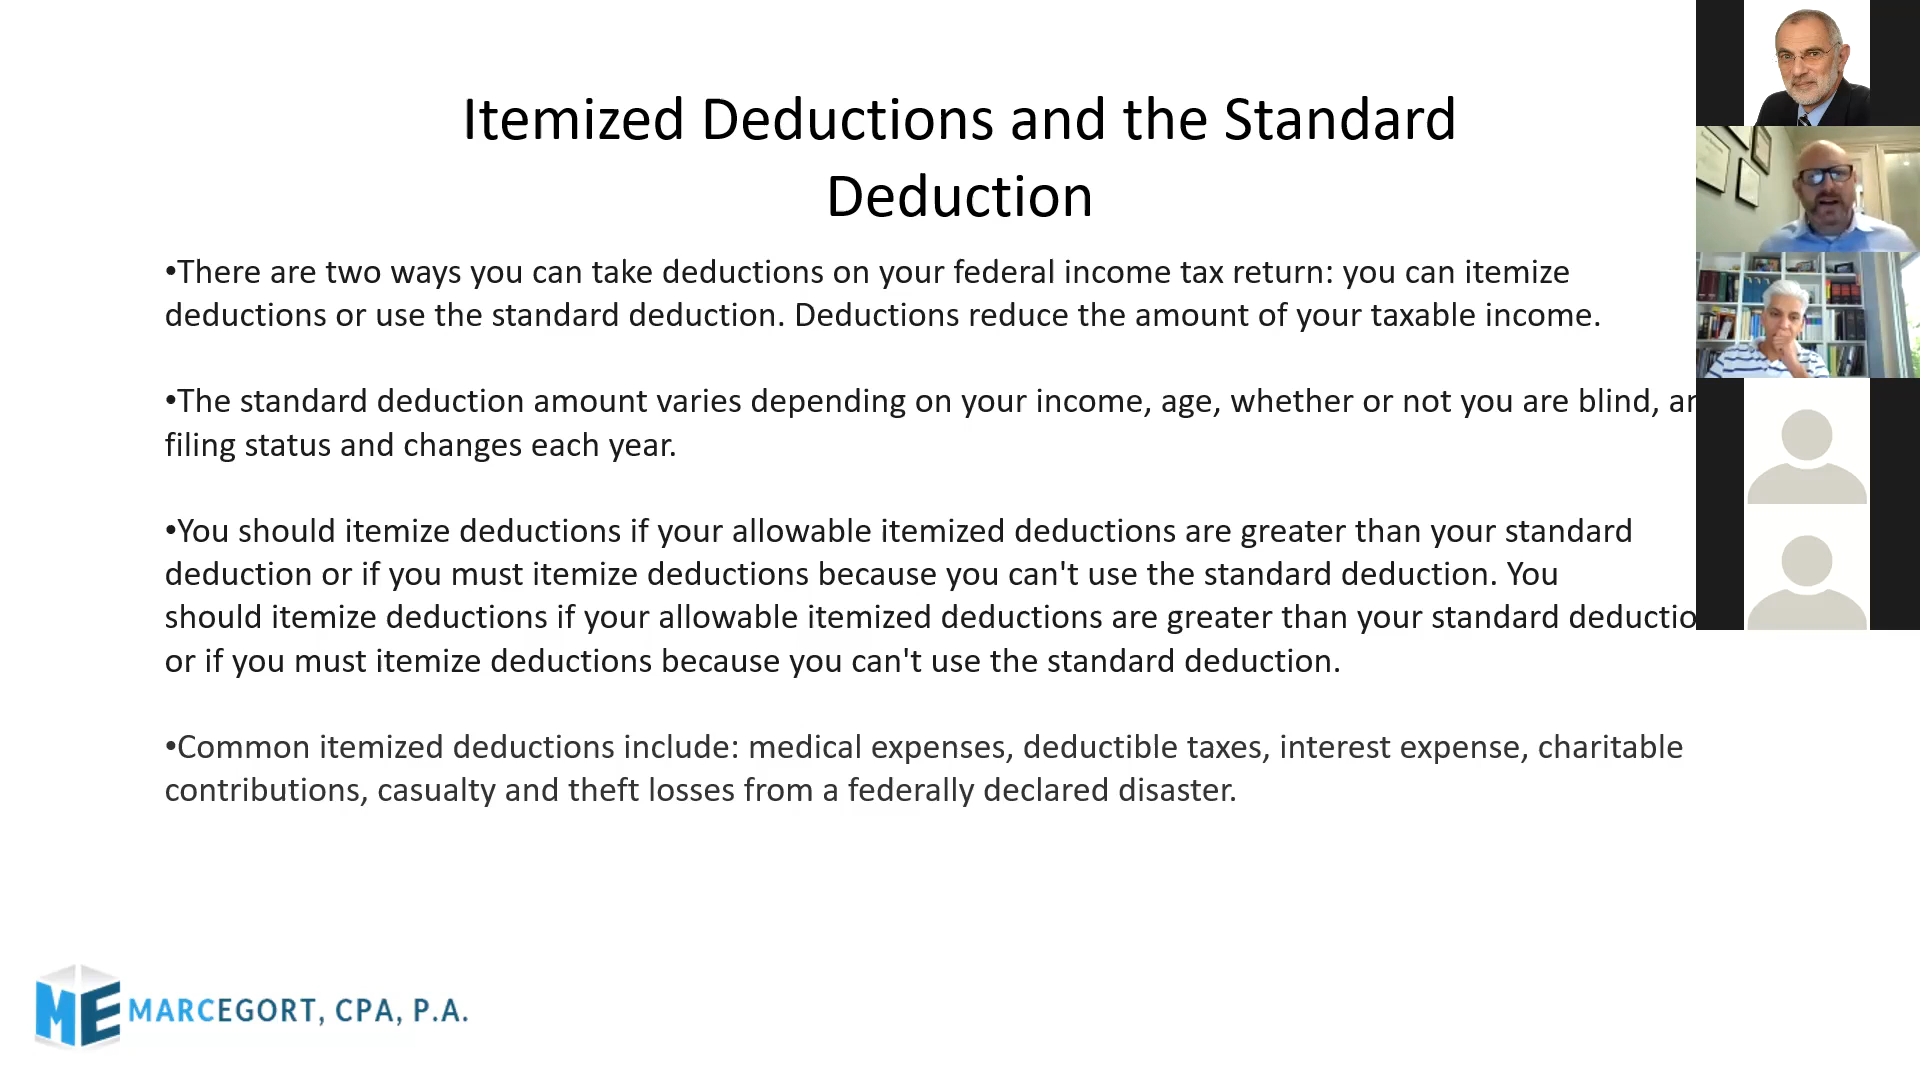 Itemized Deductions and the Standard
Deduction
•There are two ways you can take deductions on your federal income tax return: you can itemize
deductions or use the standard deduction. Deductions reduce the amount of your taxable income.
•The standard deduction amount varies depending on your income, age, whether or not you are blind,
filing status and changes each year.
•You should itemize deductions if your allowable itemized deductions are greater than your standard
deduction or if you must itemize deductions because you can't use the standard deduction. You
should itemize deductions if your allowable itemized deductions are greater than your standard deductio
or if you must itemize deductions because you can't use the standard deduction.
•Common itemized deductions include: medical expenses, deductible taxes, interest expense, charitable
contributions, casualty and theft losses from a federally declared disaster.
ME MARCEGORT, CPA, P.A.